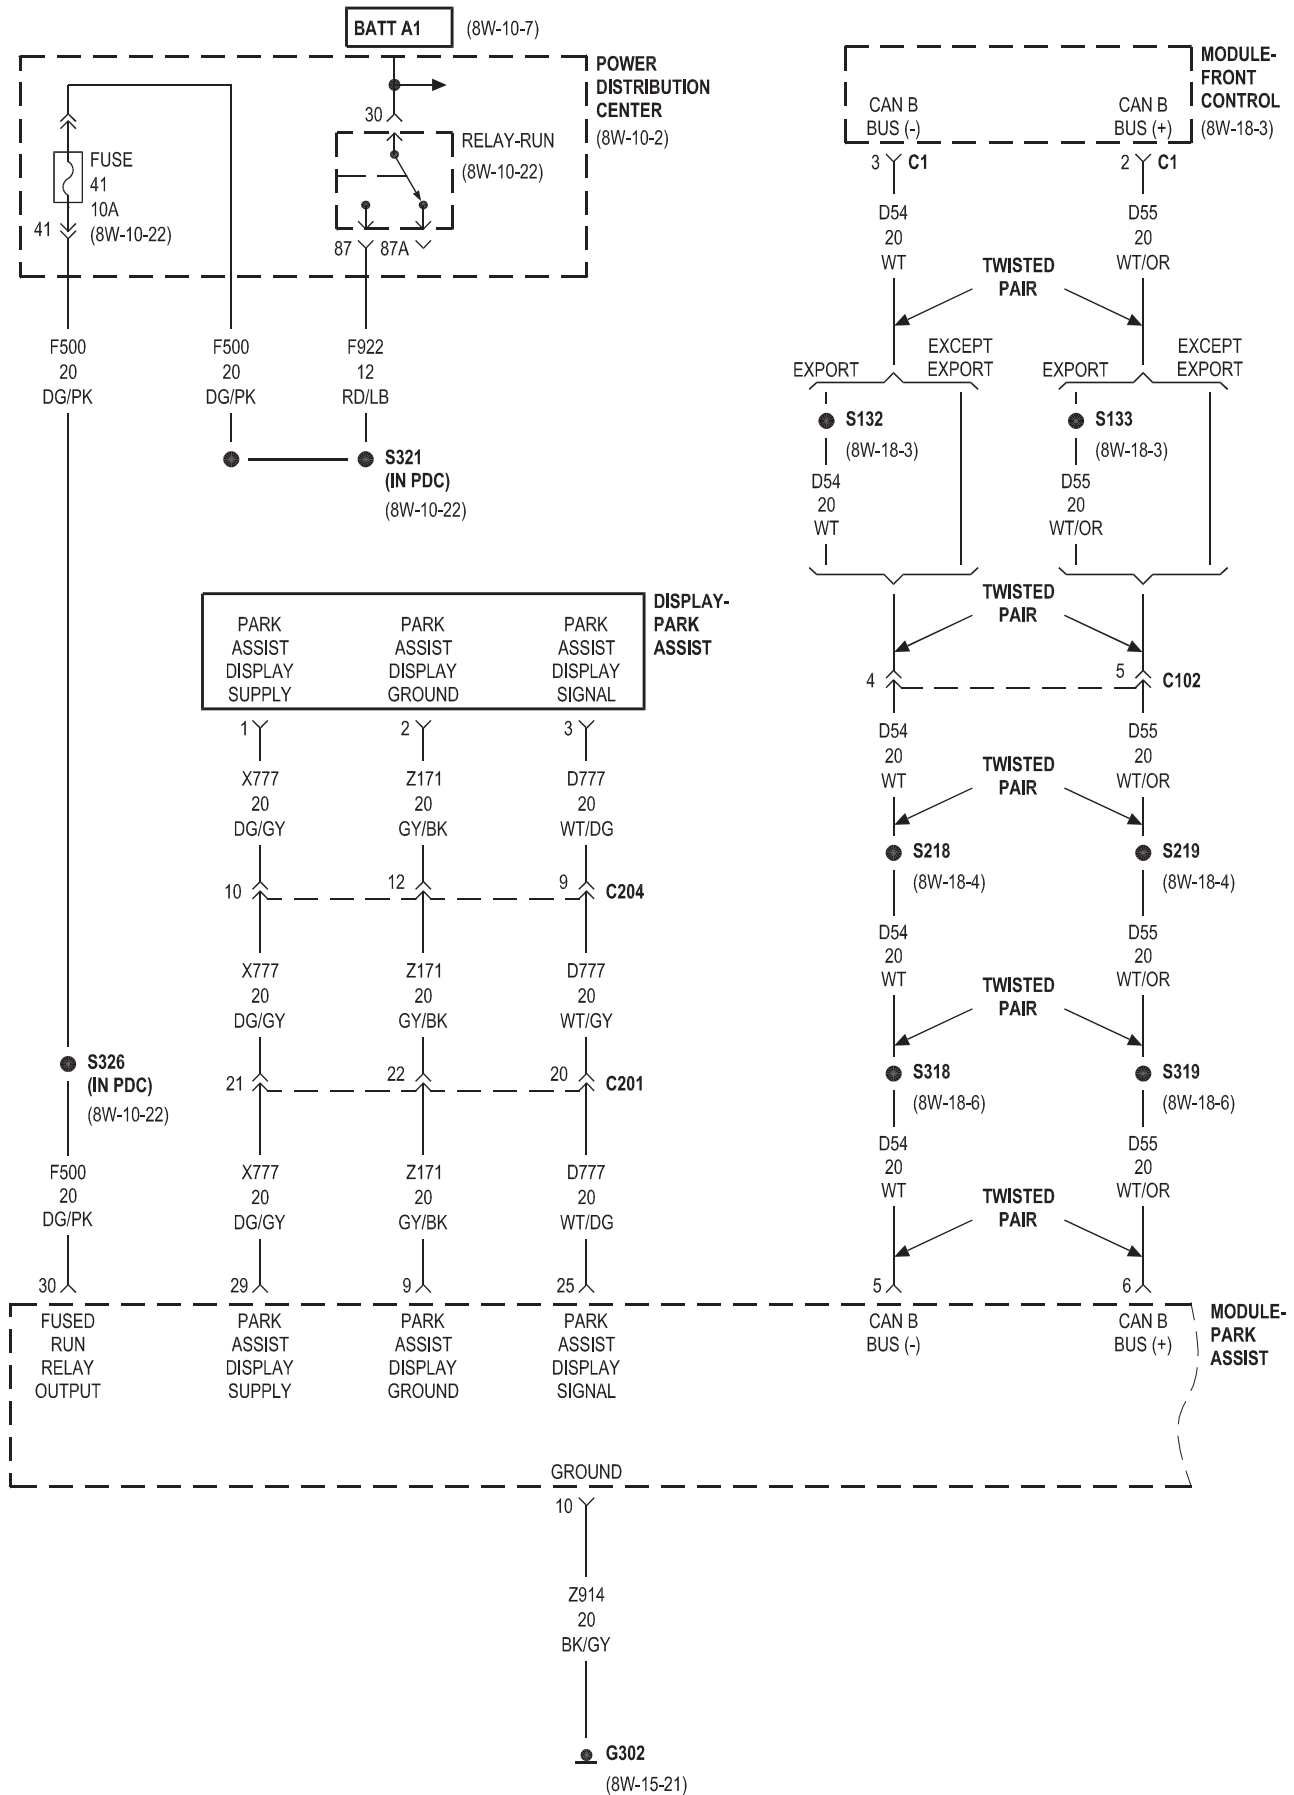 BATT A1
(8W-10-7)
POWER
DISTRIBUTION
CENTER
(8W-10-2)
30
RELAY-RUN
(8W-10-22)
FUSE
41
10A
(8W-10-22)
41
87
87A
F500
20
DG/PK
F500
20
DG/PK
F922
12
RD/LB
S321
(IN PDC)
(8W-10-22)
MODULE-
FRONT
CONTROL
(8W-18-3)
CAN B
BUS (-)
CAN B
BUS (+)
3
C1
2
C1
D54
20
WT
D55
20
WT/OR
TWISTED
PAIR
EXPORT
EXCEPT
EXPORT
EXPORT
EXCEPT
EXPORT
S132
(8W-18-3)
S133
(8W-18-3)
D54
20
WT
D55
20
WT/OR
TWISTED
PAIR
4
5
C102
D54
20
WT
D55
20
WT/OR
TWISTED
PAIR
S218
(8W-18-4)
S219
(8W-18-4)
D54
20
WT
D55
20
WT/OR
TWISTED
PAIR
S318
(8W-18-6)
S319
(8W-18-6)
D54
20
WT
D55
20
WT/OR
TWISTED
PAIR
5
6
DISPLAY-
PARK
ASSIST
PARK
ASSIST
DISPLAY
SUPPLY
PARK
ASSIST
DISPLAY
GROUND
PARK
ASSIST
DISPLAY
SIGNAL
1
2
3
X777
20
DG/GY
Z171
20
GY/BK
D777
20
WT/DG
10
12
9
C204
X777
20
DG/GY
Z171
20
GY/BK
D777
20
WT/GY
21
22
20
C201
X777
20
DG/GY
Z171
20
GY/BK
D777
20
WT/DG
S326
(IN PDC)
(8W-10-22)
F500
20
DG/PK
30
29
9
25
FUSED
RUN
RELAY
OUTPUT
PARK
ASSIST
DISPLAY
SUPPLY
PARK
ASSIST
DISPLAY
GROUND
PARK
ASSIST
DISPLAY
SIGNAL
CAN B
BUS (-)
CAN B
BUS (+)
MODULE-
PARK
ASSIST
GROUND
10
Z914
20
BK/GY
G302
(8W-15-21)